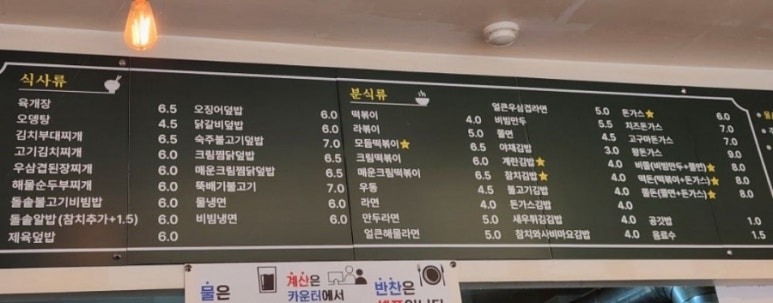 식사류
육개장 6.5
오뎅탕 4.5
김치부대찌개 6.5
고기김치찌개 6.0
우삼겹된장찌개 6.0
해물순두부찌개 6.0
돌솥불고기비빔밥 6.0
돌솥알밥(참치추가+1.5) 6.0
제육덮밥 6.0
오징어덮밥 6.0
닭갈비덮밥 6.0
숙주불고기덮밥 7.0
크림찜닭덮밥 6.0
매운크림찜닭덮밥 6.0
뚝배기불고기 7.0
물냉면 6.0
비빔냉면 6.0
분식류
떡볶이 4.0
라볶이 5.0
모듬떡볶이★ 6.5
크림떡볶이 6.0
매운크림떡볶이 6.0
우동 4.5
라면 4.0
만두라면 5.0
얼큰해물라면 5.0
얼큰우삼겹라면 5.0
비빔만두 5.5
쫄면 4.5
야채김밥 3.0
계란김밥★ 4.0
참치김밥★ 4.0
불고기김밥 4.0
돈가스김밥 4.0
새우튀김김밥 4.0
참치와사비마요김밥 4.0
돈가스★ 6.0
치즈돈가스 7.0
고구마돈가스 7.0
왕돈가스 9.0
비쫄(비빔만두+쫄면)★ 8.0
떡돈(떡볶이+돈가스)★ 8.0
쫄돈(쫄면+돈가스)★ 8.0
공깃밥 1.0
음료수 1.5
물은
계산은
카운터에서
반찬은